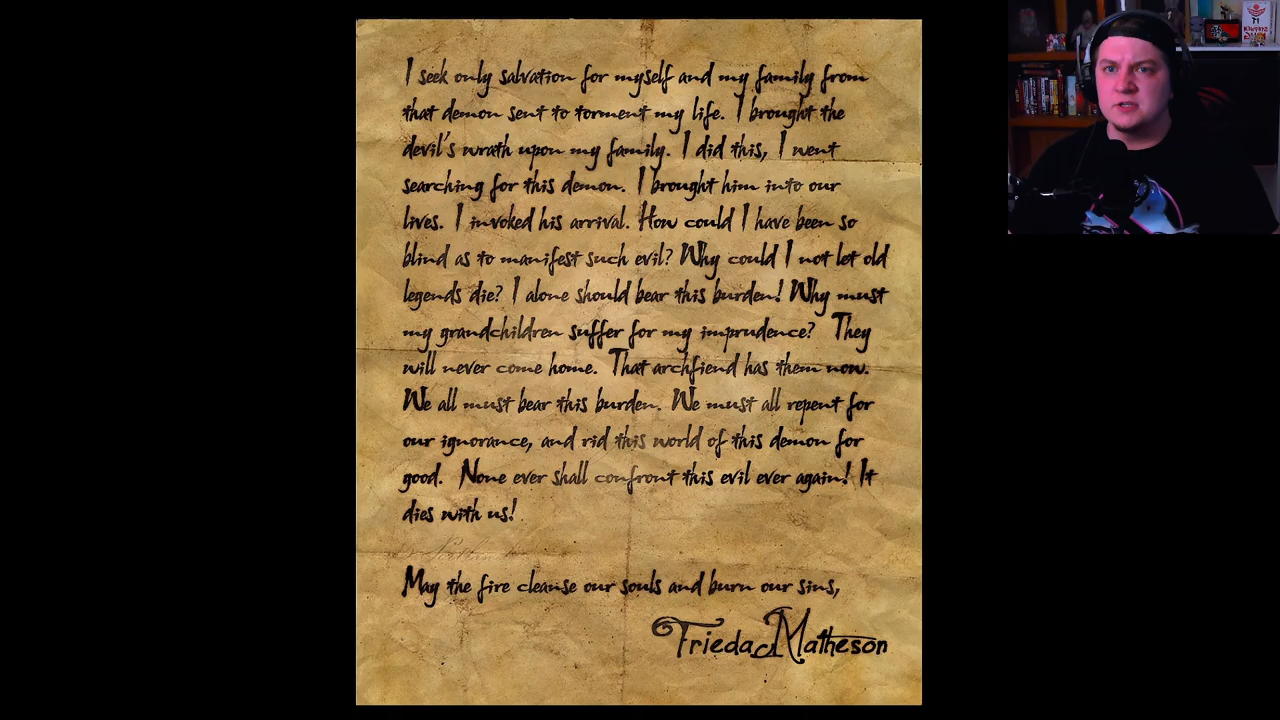 I seek only salvation for myself and my family from
that demon sent to torment my life. I brought the
devil's wrath upon my family. I did this, I went
searching for this demon. I brought him into our
lives. I invoked his arrival. How could I have been so
blind as to manifest such evil? Why could I not let old
legends die? I alone should bear this burden! Why must
my grandchildren suffer for my imprudence? They
will never come home. That archfiend has them now.
We all must bear this burden. We must all repent for
our ignorance, and rid this world of this demon for
good. None ever shall confront this evil ever again! It
dies with us!
May the fire cleanse our souls and burn our sins,
Frieda Matheson